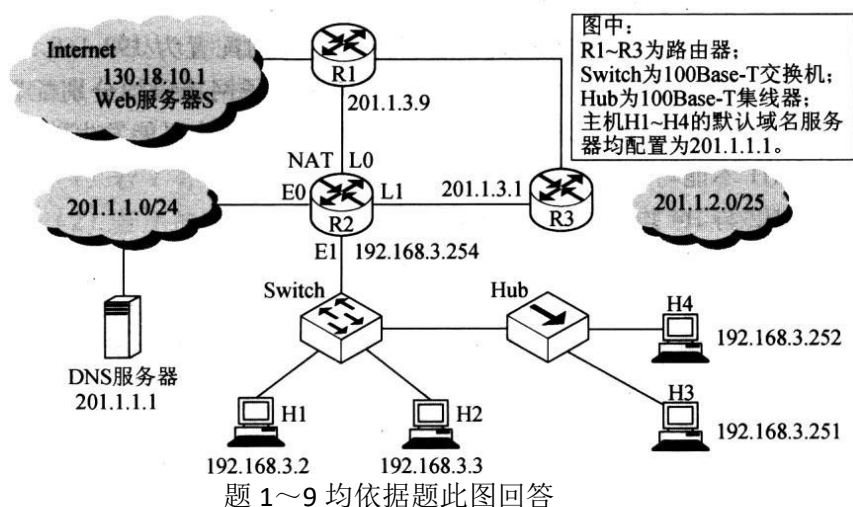 Internet
130.18.10.1
Web服务器S
R1
201.1.3.9
图中:
R1~R3为路由器;
Switch为100Base-T交换机;
Hub为100Base-T集线器;
主机H1~H4的默认域名服务
器均配置为201.1.1.1。
NAT L0
201.1.1.0/24
E0
R2
L1
201.1.3.1
R3
201.1.2.0/25
E1
192.168.3.254
Switch
Hub
H4
192.168.3.252
DNS服务器
201.1.1.1
H1
192.168.3.2
H2
192.168.3.3
H3
192.168.3.251
题 1～9 均依据题此图回答